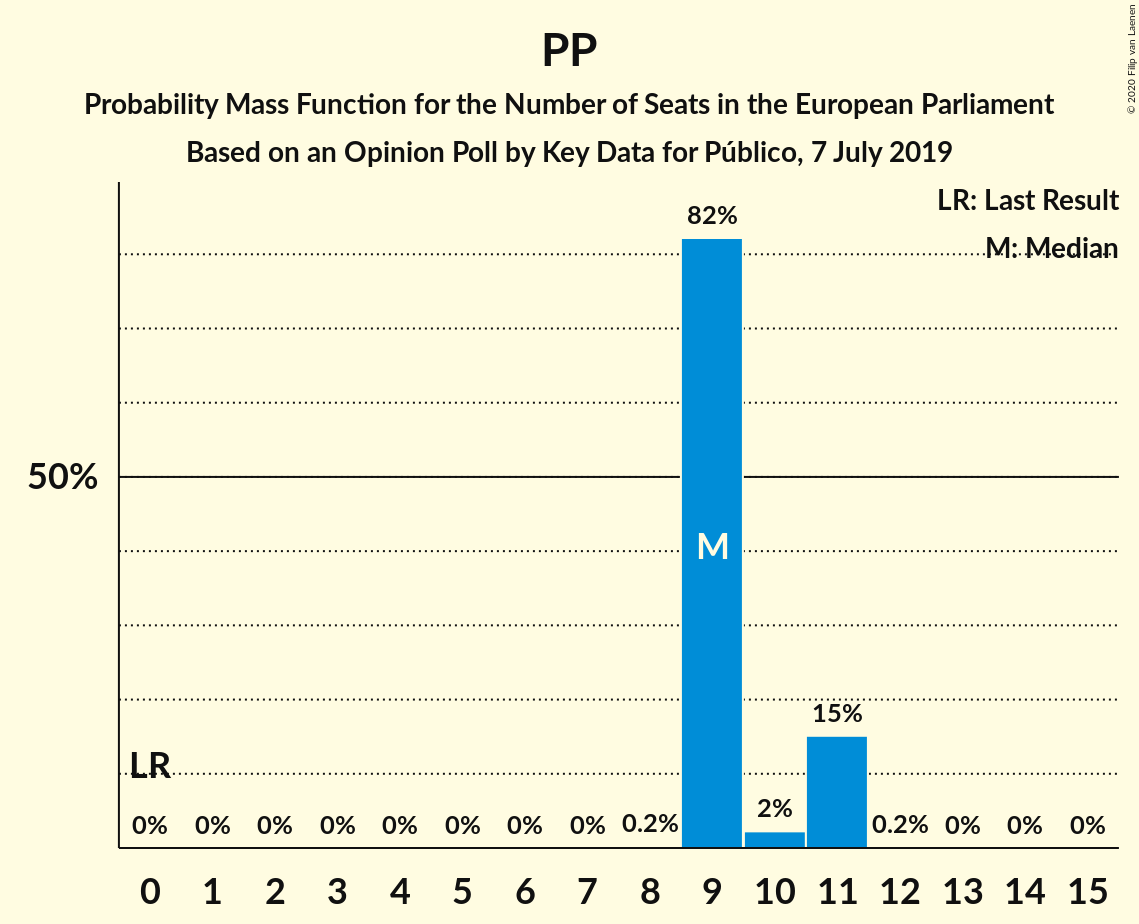 PP
Probability Mass Function for the Number of Seats in the European Parliament
Based on an Opinion Poll by Key Data for Público, 7 July 2019
© 2020 Filip van Laenen
LR: Last Result
M: Median
82%
50%
M
15%
LR
0% 0% 0% 0% 0% 0% 0% 0% 0.2% 2% 0.2% 0% 0% 0%
0 1 2 3 4 5 6 7 8 9 10 11 12 13 14 15